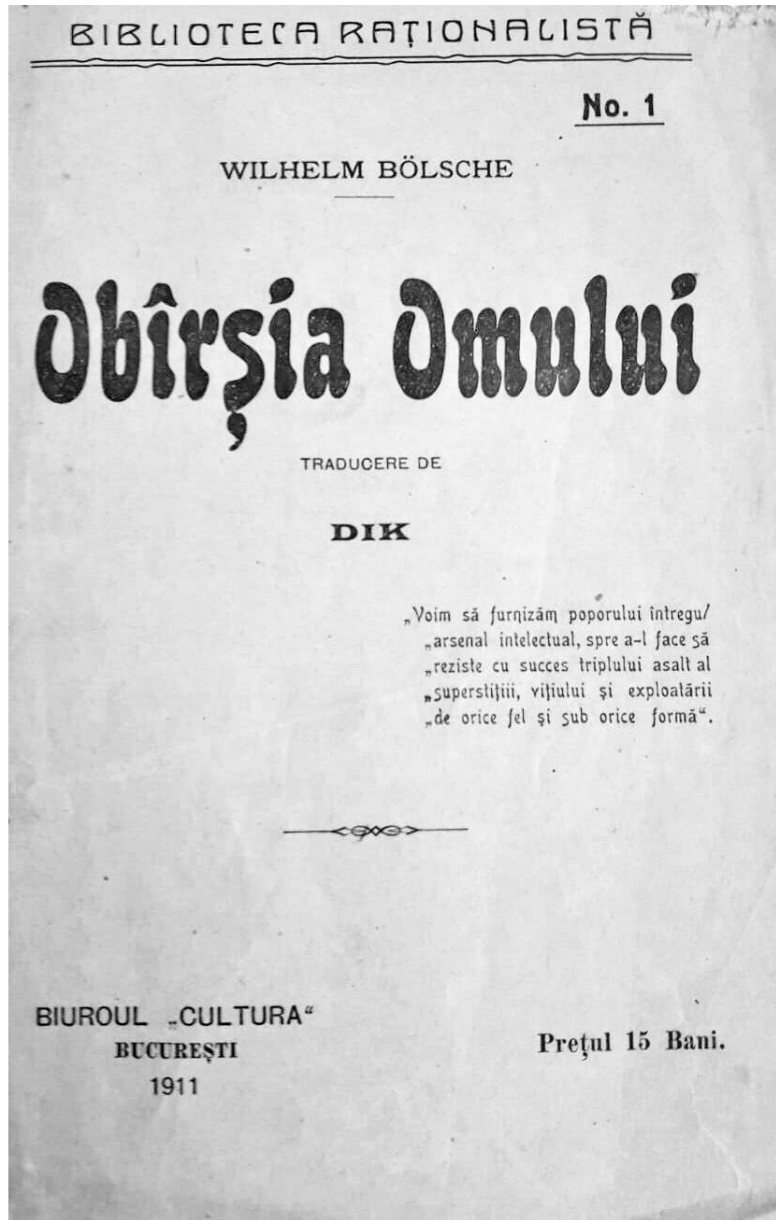 BIBLIOTECA RAȚIONALISTĂ
No. 1
WILHELM BÖLSCHE
Obîrșia Omului
TRADUCERE DE
DIK
„Voim să furnizăm poporului întregu/
„arsenal intelectual, spre a-l face să
„reziste cu succes triplului asalt al
„superstițiii, vițiului și exploatării
„de orice fel și sub orice formă“.
BIUROUL „CULTURA“
BUCUREȘTI
1911
Prețul 15 Bani.